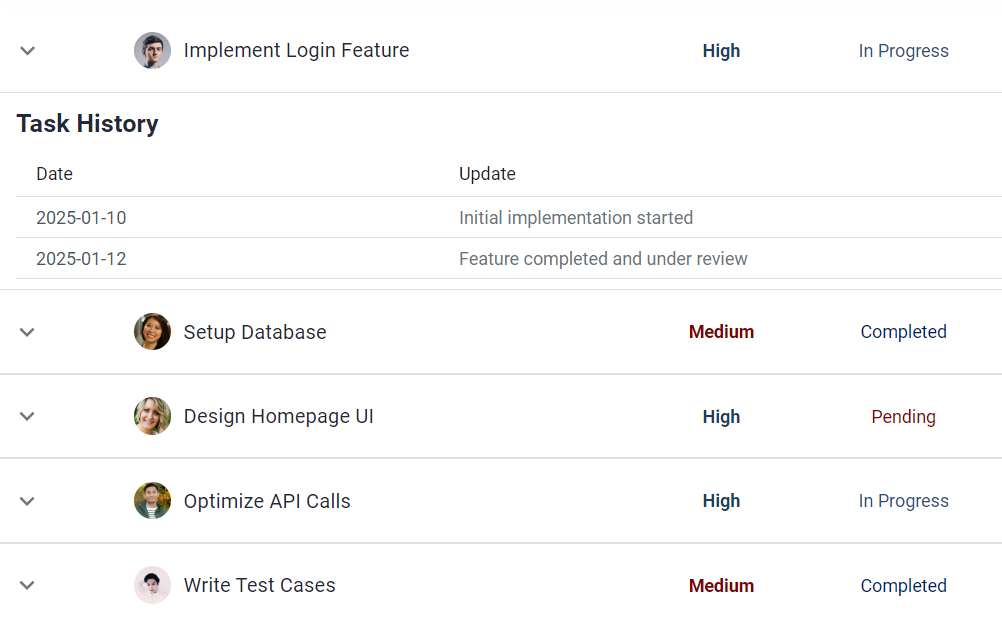 Implement Login Feature High In Progress
Task History
Date Update
2025-01-10 Initial implementation started
2025-01-12 Feature completed and under review
Setup Database Medium Completed
Design Homepage UI High Pending
Optimize API Calls High In Progress
Write Test Cases Medium Completed